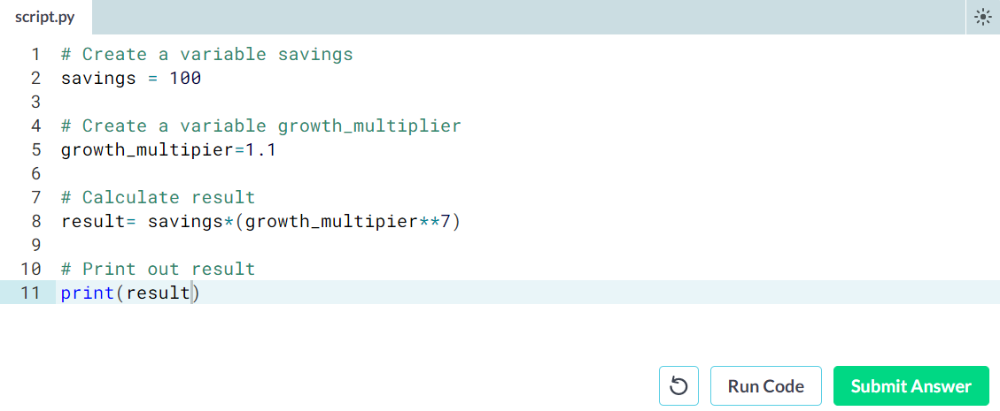 script.py
1 # Create a variable savings
2 savings = 100
3
4 # Create a variable growth_multiplier
5 growth_multipier=1.1
6
7 # Calculate result
8 result= savings*(growth_multipier**7)
9
10 # Print out result
11 print(result)
Run Code Submit Answer